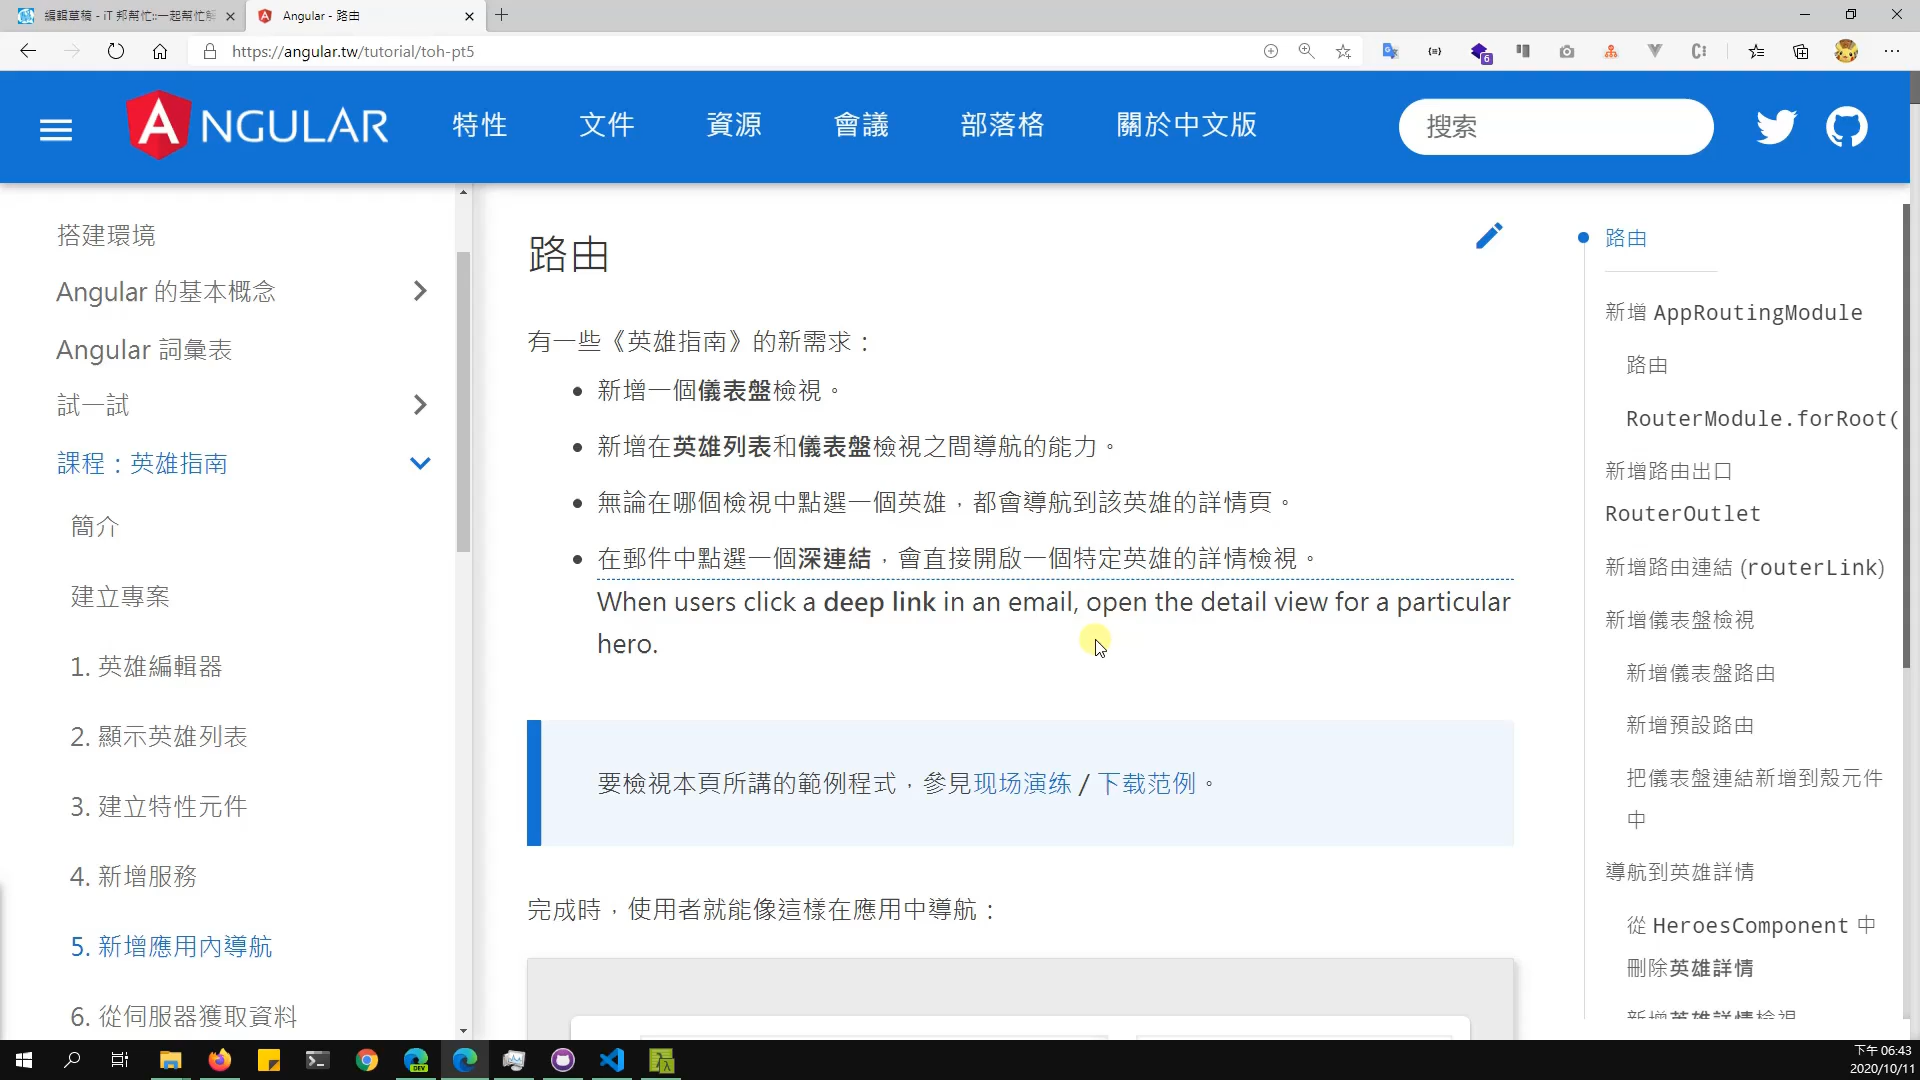 編輯草稿 - iT 邦幫忙::一起幫忙解
Angular - 路由
https://angular.tw/tutorial/toh-pt5
6
ANGULAR
特性
文件
資源
會議
部落格
關於中文版
搜索
搭建環境
Angular 的基本概念
Angular 詞彙表
試一試
課程：英雄指南
簡介
建立專案
1. 英雄編輯器
2. 顯示英雄列表
3. 建立特性元件
4. 新增服務
5. 新增應用內導航
6. 從伺服器獲取資料
路由
有一些《英雄指南》的新需求：
新增一個儀表盤檢視。
新增在英雄列表和儀表盤檢視之間導航的能力。
無論在哪個檢視中點選一個英雄，都會導航到該英雄的詳情頁。
在郵件中點選一個深連結，會直接開啟一個特定英雄的詳情檢視。
When users click a deep link in an email, open the detail view for a particular
hero.
要檢視本頁所講的範例程式，參見现场演练 / 下载范例。
完成時，使用者就能像這樣在應用中導航：
路由
新增 AppRoutingModule
路由
RouterModule.forRoot(
新增路由出口
RouterOutlet
新增路由連結 (routerLink)
新增儀表盤檢視
新增儀表盤路由
新增預設路由
把儀表盤連結新增到殼元件
中
導航到英雄詳情
從 HeroesComponent 中
刪除英雄詳情
新增英雄詳情檢視
DEV
下午 06:43
2020/10/11